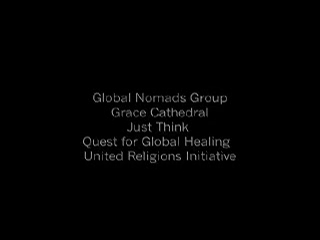 Global Nomads Group
Grace Cathedral
Just Think
Quest for Global Healing
United Religions Initiative